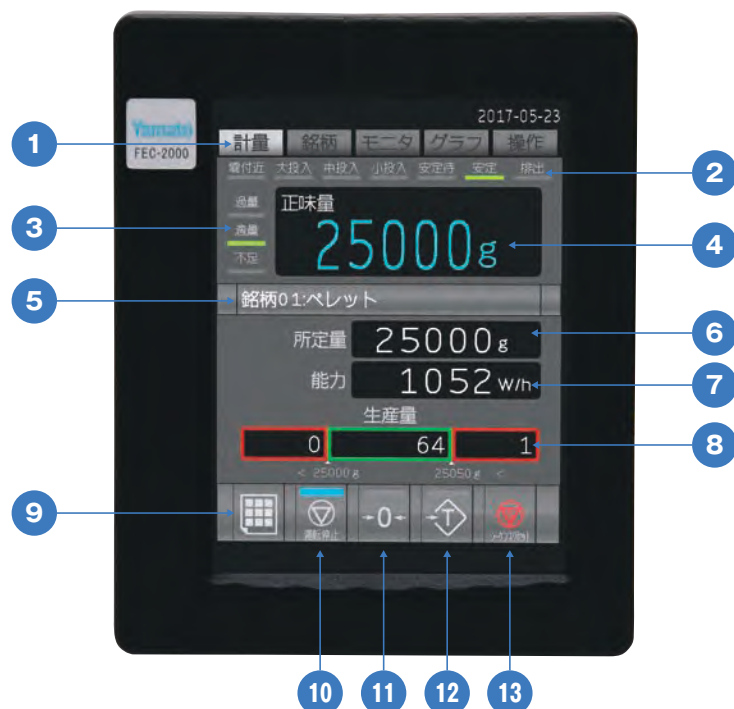 2017-05-23
Yamato
FEC-2000
計量 銘柄 モニタ グラフ 操作
零付近 大投入 中投入 小投入 安定待 安定 排出
過量
適量
不足
正味量
25000g
銘柄01:ペレット
所定量 25000g
能力 1052 W/h
生産量
0 64 1
< 25000g 25050g <
運転停止 →0← →T
1
2
3
4
5
6
7
8
9
10 11 12 13